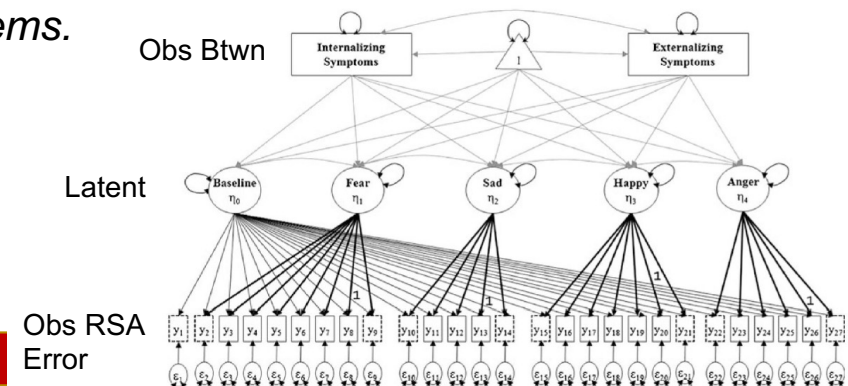 ems.
Obs Btwn
Internalizing
Symptoms
1
Externalizing
Symptoms
Latent
Baseline
η₀
Fear
η₁
Sad
η₂
Happy
η₃
Anger
η₄
1
1
1
1
Obs RSA
Error
y₁ y₂ y₃ y₄ y₅ y₆ y₇ y₈ y₉ y₁₀ y₁₁ y₁₂ y₁₃ y₁₄ y₁₅ y₁₆ y₁₇ y₁₈ y₁₉ y₂₀ y₂₁ y₂₂ y₂₃ y₂₄ y₂₅ y₂₆ y₂₇
ε₁ ε₂ ε₃ ε₄ ε₅ ε₆ ε₇ ε₈ ε₉ ε₁₀ ε₁₁ ε₁₂ ε₁₃ ε₁₄ ε₁₅ ε₁₆ ε₁₇ ε₁₈ ε₁₉ ε₂₀ ε₂₁ ε₂₂ ε₂₃ ε₂₄ ε₂₅ ε₂₆ ε₂₇